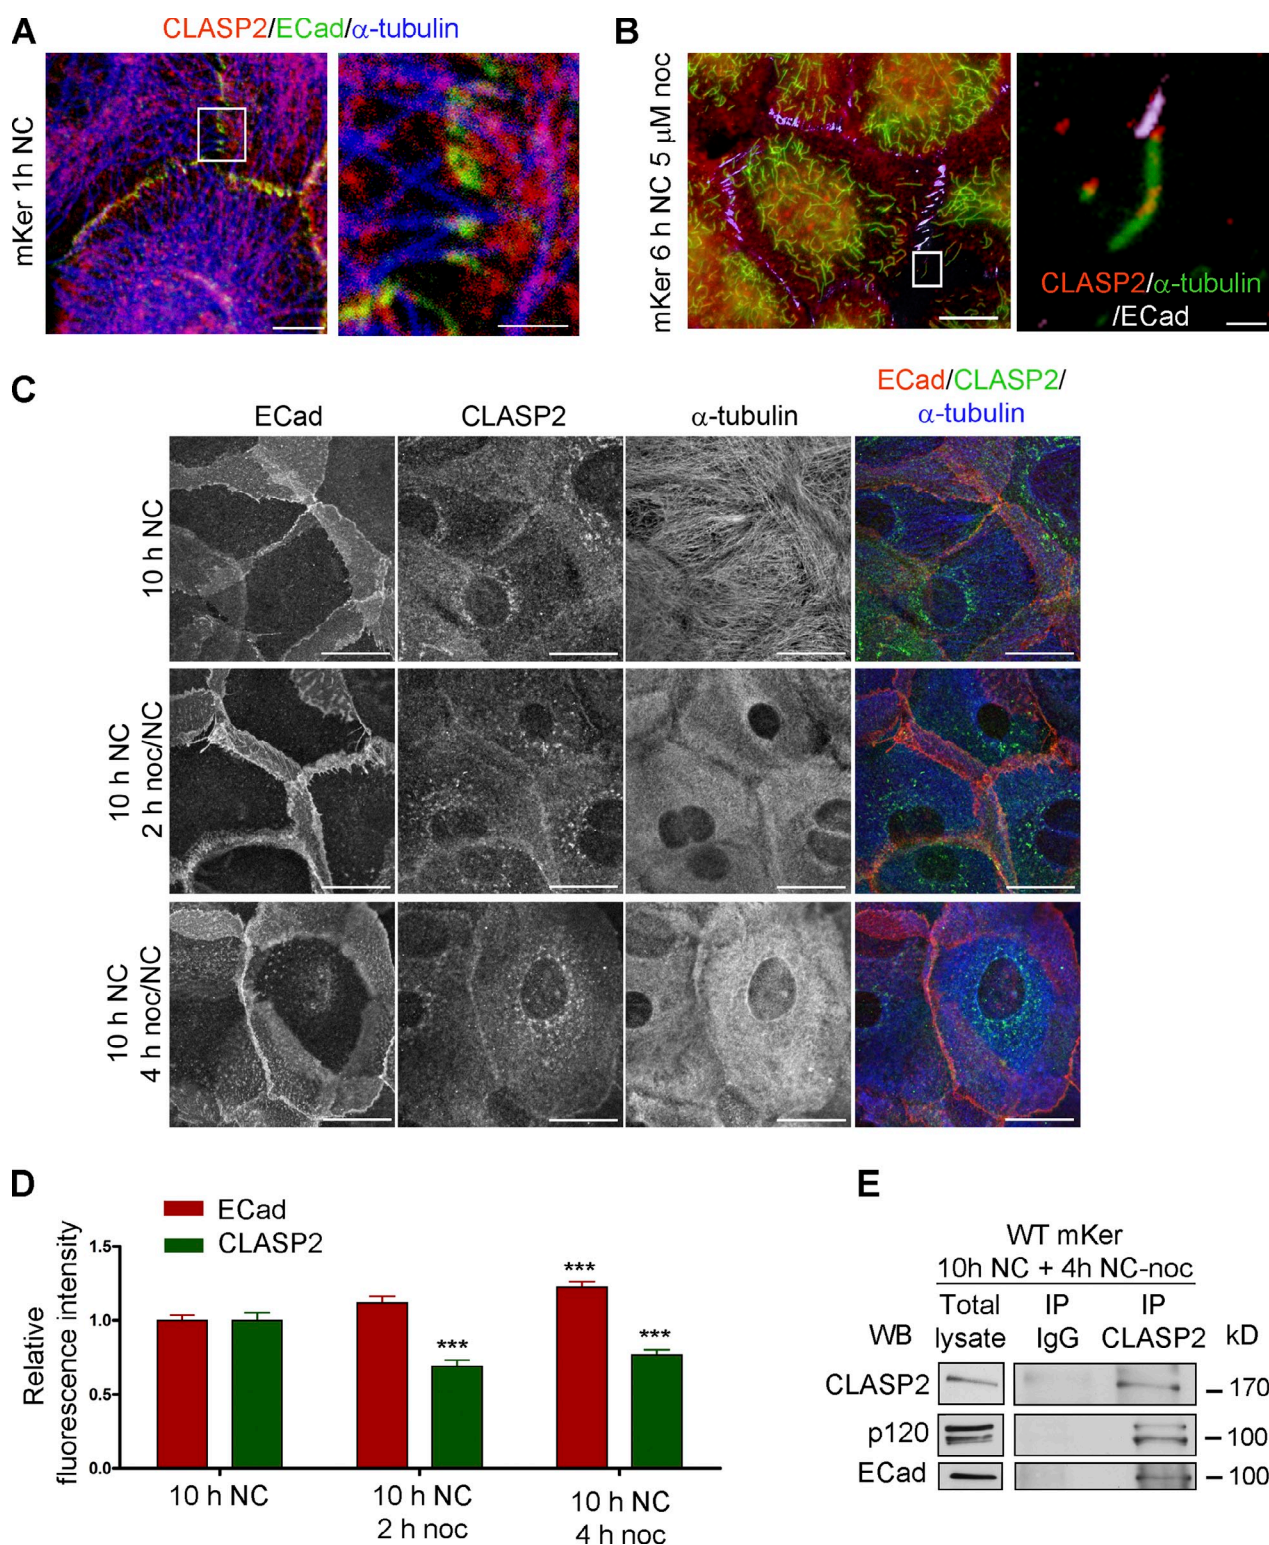 A
CLASP2/ECad/α-tubulin
mKer 1h NC
B
mKer 6 h NC 5 μM noc
CLASP2/α-tubulin
/ECad
C
ECad
CLASP2
α-tubulin
ECad/CLASP2/
α-tubulin
10 h NC
10 h NC
2 h noc/NC
10 h NC
4 h noc/NC
D
ECad
CLASP2
Relative
fluorescence intensity
1.5
1.0
0.5
0.0
***
***
***
10 h NC
10 h NC
2 h noc
10 h NC
4 h noc
E
WT mKer
10h NC + 4h NC-noc
WB
Total
lysate
IP
IgG
IP
CLASP2
kD
CLASP2
170
p120
100
ECad
100